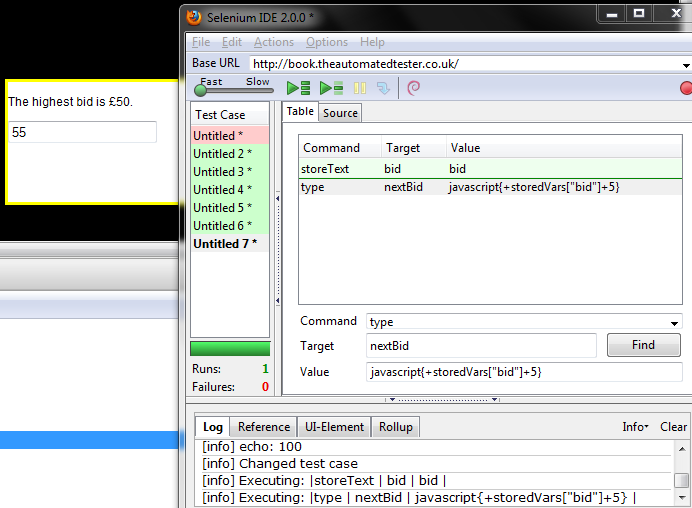 Selenium IDE 2.0.0 *
File Edit Actions Options Help
Base URL http://book.theautomatedtester.co.uk/
Fast Slow
The highest bid is £50.
55
Test Case
Untitled *
Untitled 2 *
Untitled 3 *
Untitled 4 *
Untitled 5 *
Untitled 6 *
Untitled 7 *
Runs: 1
Failures: 0
Table Source
Command Target Value
storeText bid bid
type nextBid javascript{+storedVars["bid"]+5}
Command type
Target nextBid Find
Value javascript{+storedVars["bid"]+5}
Log Reference UI-Element Rollup Info Clear
[info] echo: 100
[info] Changed test case
[info] Executing: |storeText | bid | bid |
[info] Executing: |type | nextBid | javascript{+storedVars["bid"]+5} |